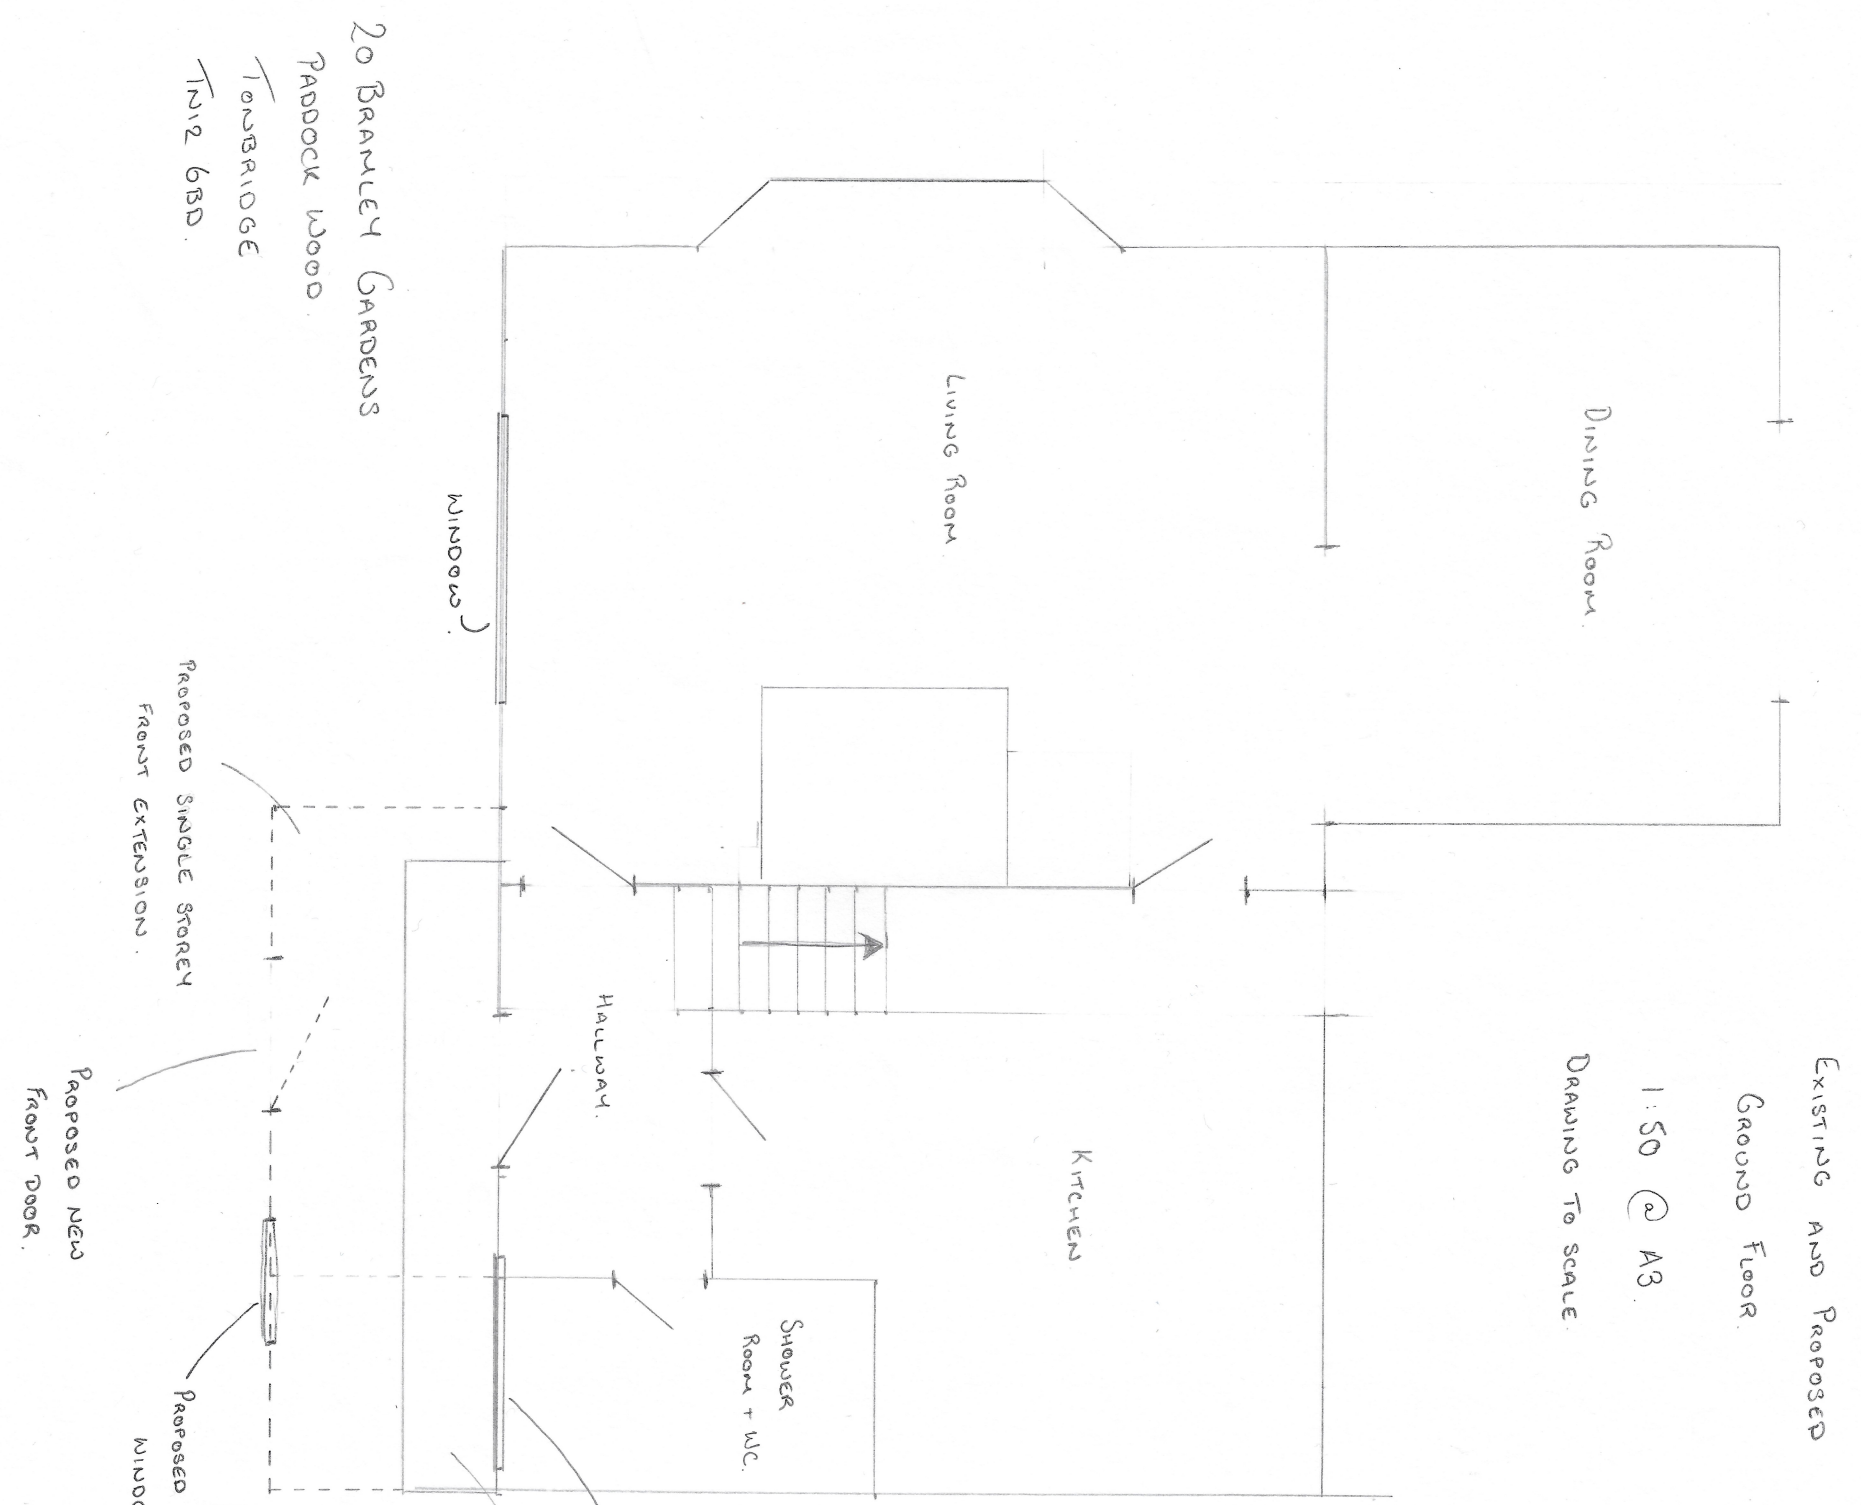 EXISTING AND PROPOSED
GROUND FLOOR.
1:50 @ A3.
DRAWING TO SCALE.
DINING ROOM.
LIVING ROOM
KITCHEN
SHOWER
ROOM + WC.
HALLWAY.
WINDOW.
20 BRAMLEY GARDENS
PADDOCK WOOD.
TONBRIDGE
TN12 6BD.
PROPOSED SINGLE STOREY
FRONT EXTENSION.
PROPOSED NEW
FRONT DOOR.
PROPOSED